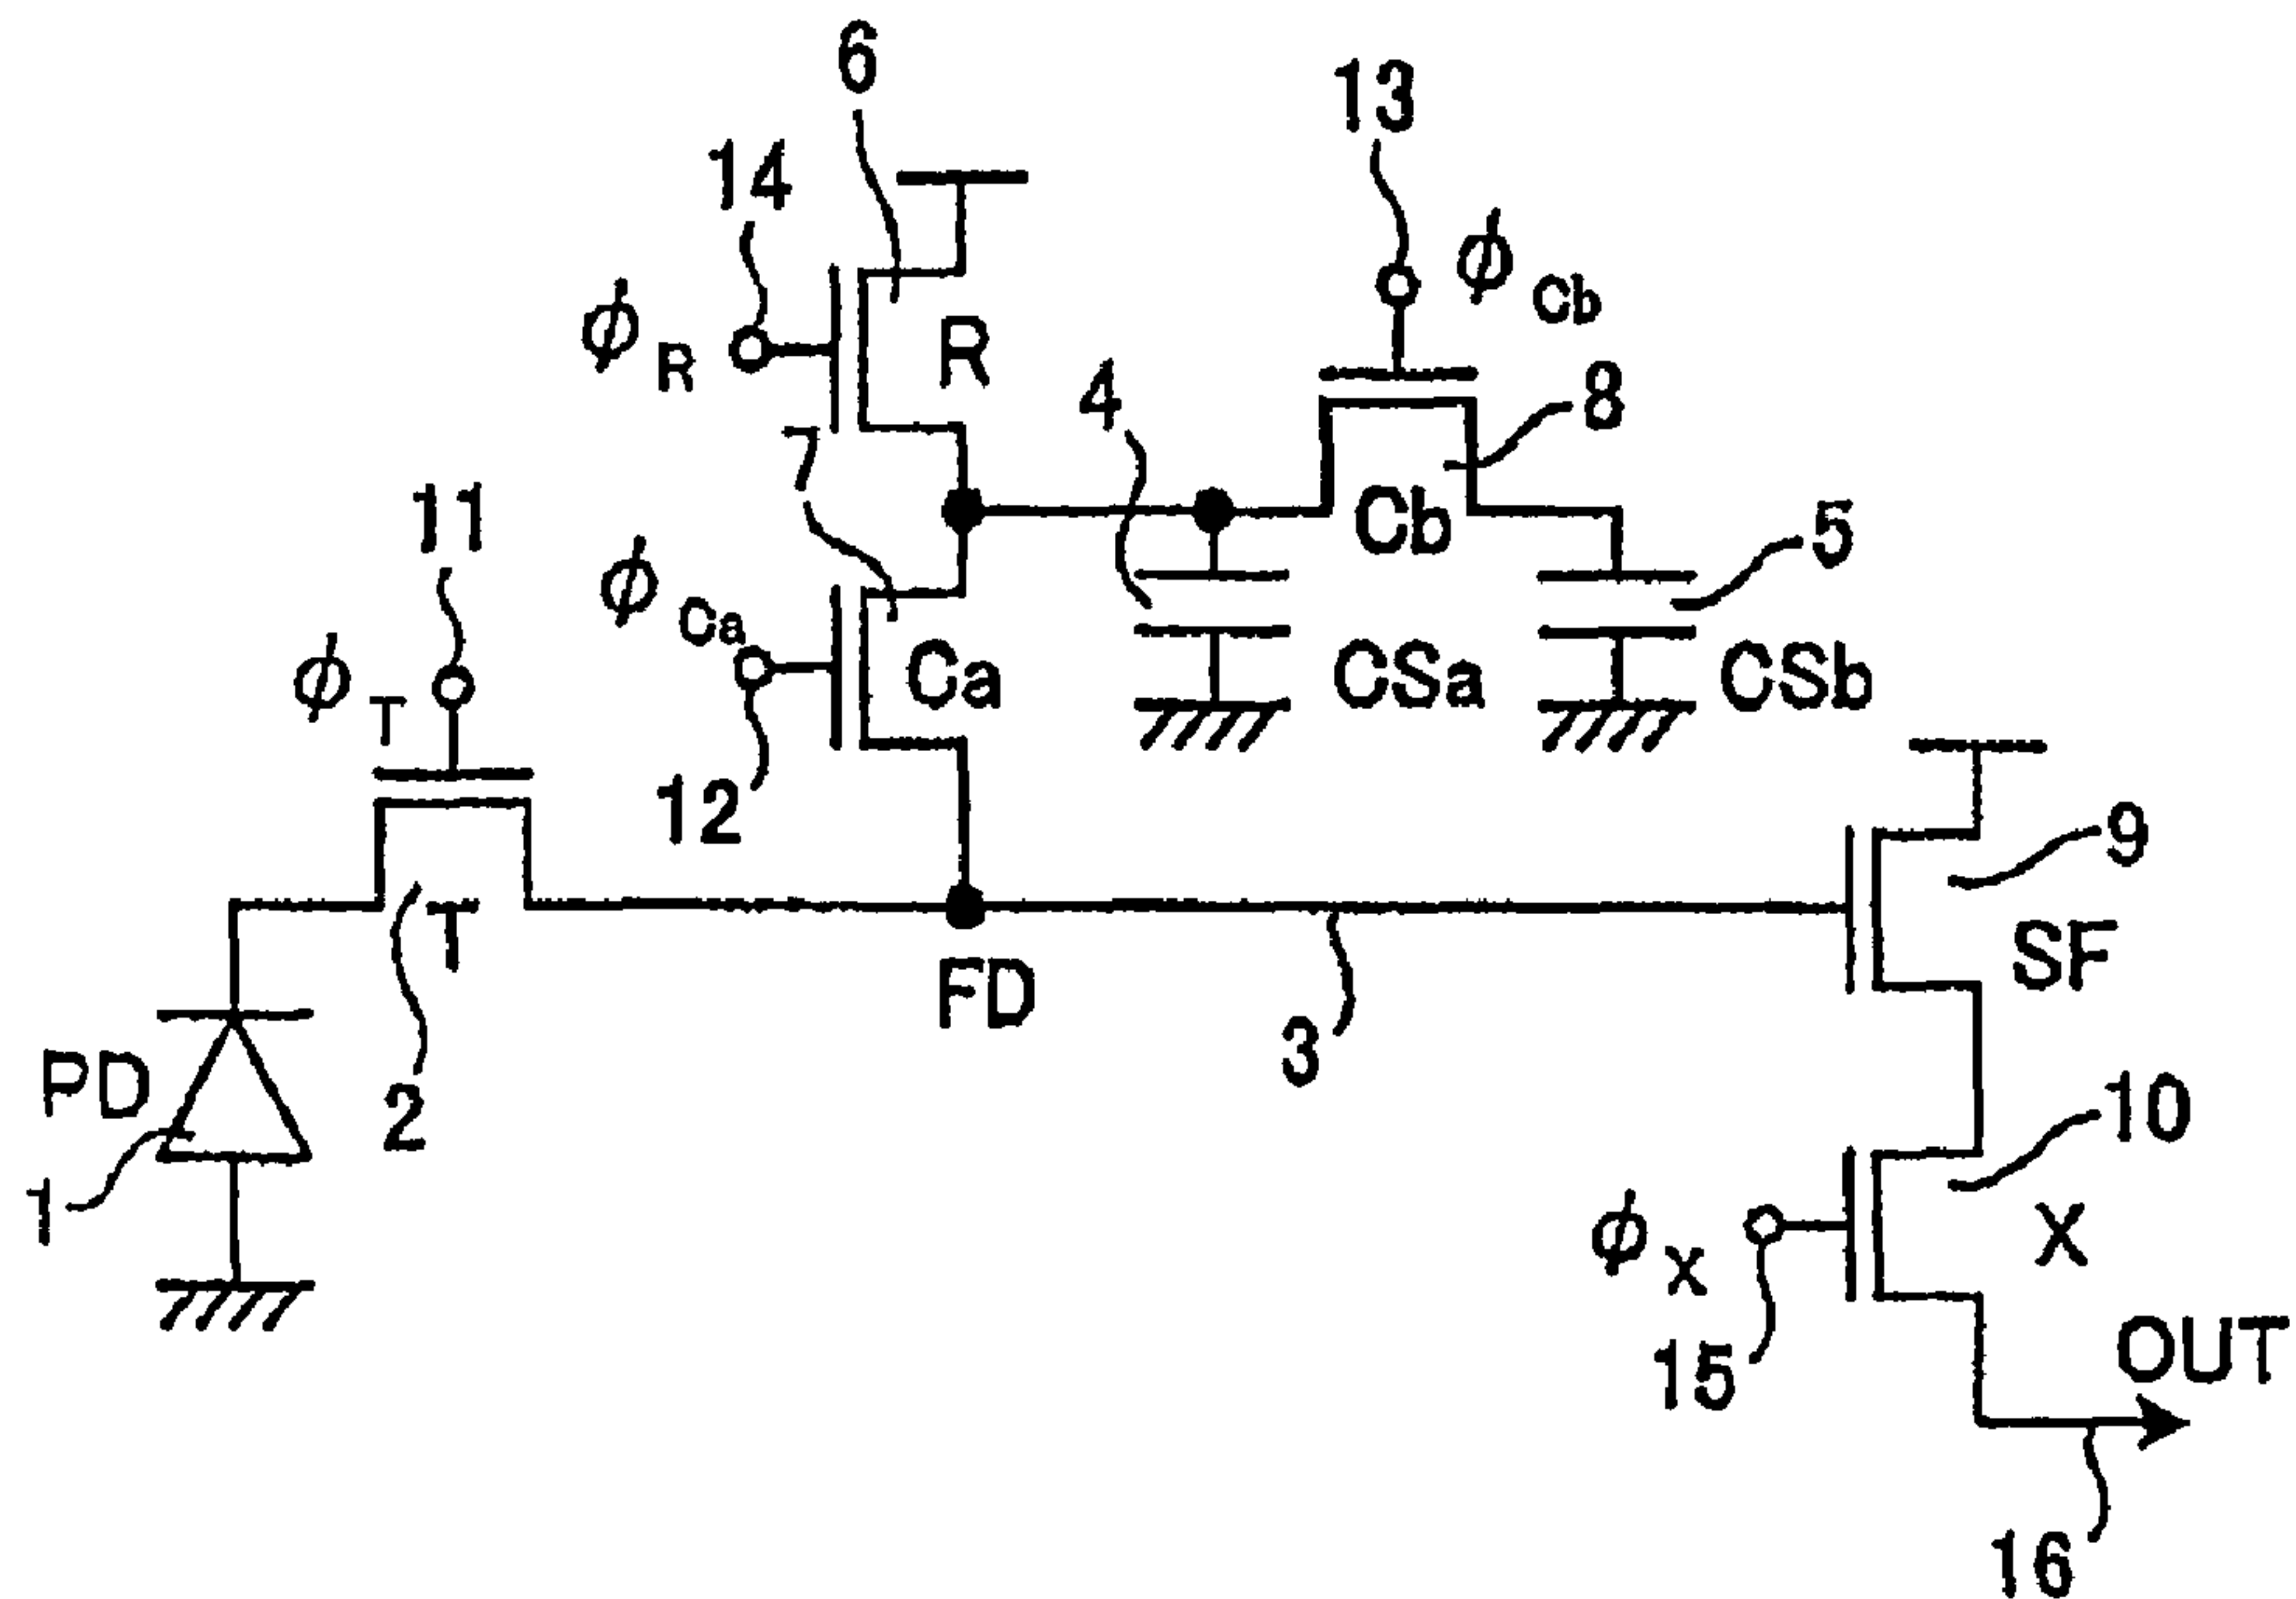 6
13
14
ϕCb
ϕR
R
4
8
7
11
Cb
5
ϕCa
Ca
CSa
CSb
ϕT
12
9
T
SF
FD
3
PD
2
10
1
ϕX
X
15
OUT
16